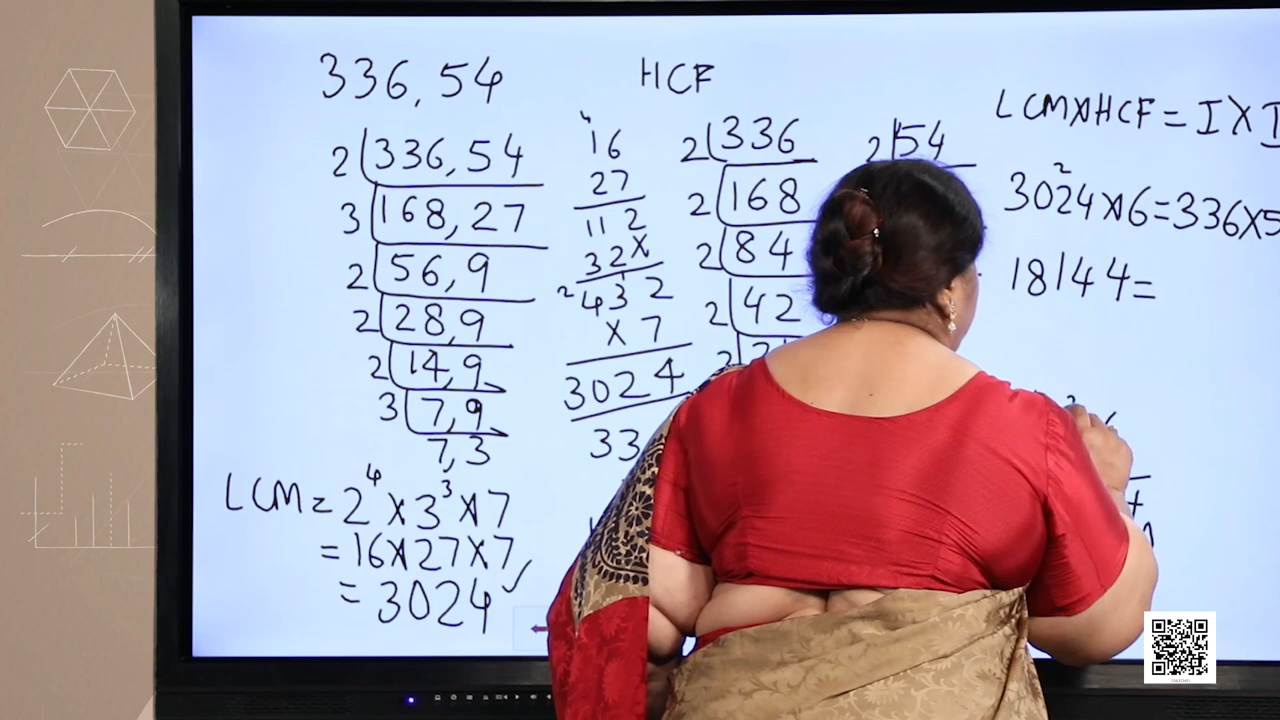 336, 54
2 336, 54
3 168, 27
2 56, 9
2 28, 9
2 14, 9
3 7, 9
7, 3
LCM = 2⁴ × 3³ × 7
= 16 × 27 × 7
= 3024 ✓
16
27
112
32×
432
×7
3024
33
HCF
2 336
2 168
2 84
2 42
2 54
LCM × HCF = I × I
3024 × 6 = 336 × 5
18144 =